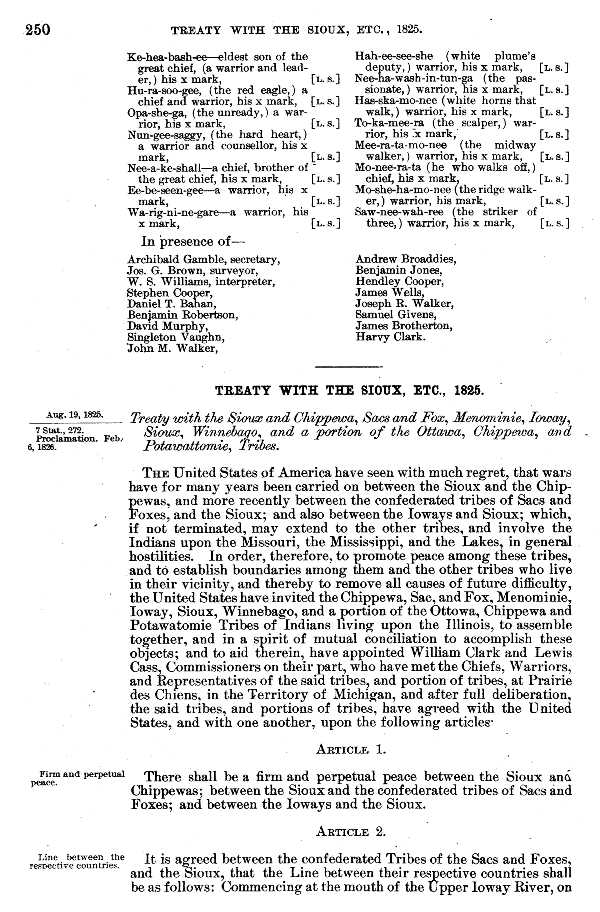 250 TREATY WITH THE SIOUX, ETC., 1825.
Ke-hea-bash-ee—eldest son of the
great chief, (a warrior and lead-
er,) his x mark, [L. S.]
Hu-ra-soo-gee, (the red eagle,) a
chief and warrior, his x mark, [L. S.]
Opa-she-ga, (the unready,) a war-
rior, his x mark, [L. S.]
Nun-gee-saggy, (the hard heart,)
a warrior and counsellor, his x
mark, [L. S.]
Nee-a-ke-shall—a chief, brother of
the great chief, his x mark, [L. S.]
Ee-be-seen-gee—a warrior, his x
mark, [L. S.]
Wa-rig-ni-ne-gare—a warrior, his
x mark, [L. S.]
Hah-ee-see-she (white plume's
deputy,) warrior, his x mark, [L. S.]
Nee-ha-wash-in-tun-ga (the pas-
sionate,) warrior, his x mark, [L. S.]
Has-ska-mo-nee (white horns that
walk,) warrior, his x mark, [L. S.]
To-ka-mee-ra (the scalper,) war-
rior, his x mark, [L. S.]
Mee-ra-ta-mo-nee (the midway
walker,) warrior, his x mark, [L. S.]
Mo-nee-ra-ta (he who walks off,)
chief, his x mark, [L. S.]
Mo-she-ha-mo-nee (the ridge walk-
er,) warrior, his mark, [L. S.]
Saw-nee-wah-ree (the striker of
three,) warrior, his x mark, [L. S.]
In presence of—
Archibald Gamble, secretary,
Jos. G. Brown, surveyor,
W. S. Williams, interpreter,
Stephen Cooper,
Daniel T. Bahan,
Benjamin Robertson,
David Murphy,
Singleton Vaughn,
John M. Walker,
Andrew Broaddies,
Benjamin Jones,
Hendley Cooper,
James Wells,
Joseph R. Walker,
Samuel Givens,
James Brotherton,
Harvy Clark.
TREATY WITH THE SIOUX, ETC., 1825.
Aug. 19, 1825.
7 Stat., 272.
Proclamation. Feb.
6, 1826.
Treaty with the Sioux and Chippewa, Sacs and Fox, Menominie, Ioway,
Sioux, Winnebago, and a portion of the Ottawa, Chippewa, and
Potawattomie, Tribes.
THE United States of America have seen with much regret, that wars
have for many years been carried on between the Sioux and the Chip-
pewas, and more recently between the confederated tribes of Sacs and
Foxes, and the Sioux; and also between the Ioways and Sioux; which,
if not terminated, may extend to the other tribes, and involve the
Indians upon the Missouri, the Mississippi, and the Lakes, in general
hostilities. In order, therefore, to promote peace among these tribes,
and to establish boundaries among them and the other tribes who live
in their vicinity, and thereby to remove all causes of future difficulty,
the United States have invited the Chippewa, Sac, and Fox, Menominie,
Ioway, Sioux, Winnebago, and a portion of the Ottowa, Chippewa and
Potawatomie Tribes of Indians living upon the Illinois, to assemble
together, and in a spirit of mutual conciliation to accomplish these
objects; and to aid therein, have appointed William Clark and Lewis
Cass, Commissioners on their part, who have met the Chiefs, Warriors,
and Representatives of the said tribes, and portion of tribes, at Prairie
des Chiens, in the Territory of Michigan, and after full deliberation,
the said tribes, and portions of tribes, have agreed with the United
States, and with one another, upon the following articles·
ARTICLE 1.
Firm and perpetual
peace.
There shall be a firm and perpetual peace between the Sioux and
Chippewas; between the Sioux and the confederated tribes of Sacs and
Foxes; and between the Ioways and the Sioux.
ARTICLE 2.
Line between the
respective countries.
It is agreed between the confederated Tribes of the Sacs and Foxes,
and the Sioux, that the Line between their respective countries shall
be as follows: Commencing at the mouth of the Upper Ioway River, on